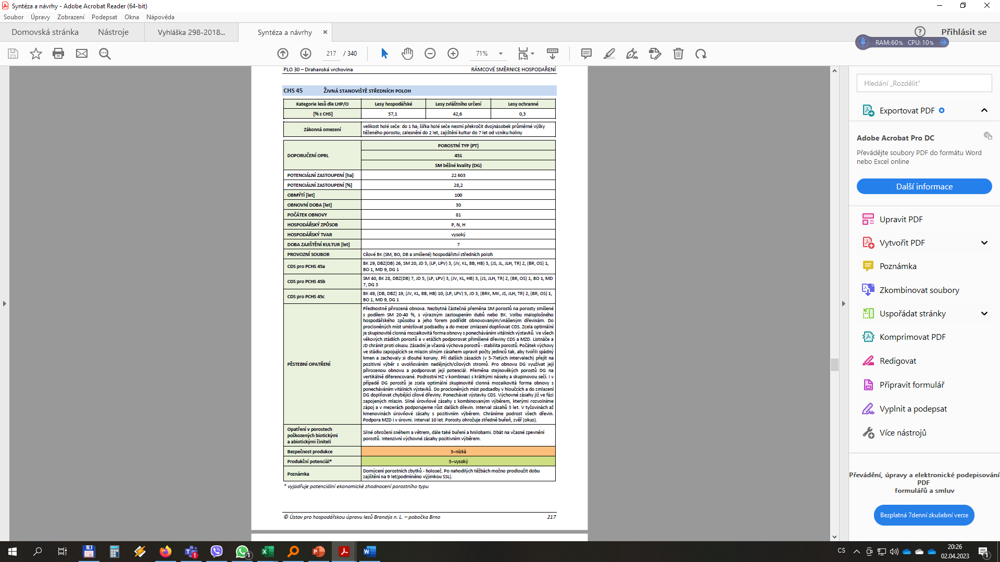 Syntéza a návrhy - Adobe Acrobat Reader (64-bit)
Soubor Úpravy Zobrazení Podepsat Okna Nápověda
Domovská stránka Nástroje Vyhláška 298-2018... Syntéza a návrhy × ? Přihlásit se
RAM:60% CPU: 10%
217 / 340 71%
PLO 30 – Drahanská vrchovina RÁMCOVÉ SMĚRNICE HOSPODAŘENÍ
CHS 45 ŽIVNÁ STANOVIŠTĚ STŘEDNÍCH POLOH
Kategorie lesů dle LHP/O Lesy hospodářské Lesy zvláštního určení Lesy ochranné
[% z CHS] 57,1 42,6 0,3
Zákonná omezení
velikost holé seče: do 1 ha; šířka holé seče nesmí překročit dvojnásobek průměrné výšky
těženého porostu; zalesnění do 2 let, zajištění kultur do 7 let od vzniku holiny
DOPORUČENÍ OPRL
POROSTNÍ TYP (PT)
451
SM běžné kvality (DG)
POTENCIÁLNÍ ZASTOUPENÍ [ha] 22 603
POTENCIÁLNÍ ZASTOUPENÍ [%] 28,2
OBMÝTÍ [let] 100
OBNOVNÍ DOBA [let] 30
POČÁTEK OBNOVY 81
HOSPODÁŘSKÝ ZPŮSOB P, N, H
HOSPODÁŘSKÝ TVAR vysoký
DOBA ZAJIŠTĚNÍ KULTUR [let] 7
PROVOZNÍ SOUBOR Cílové BK (SM, BO, DB a smíšené) hospodářství středních poloh
CDS pro PCHS 45a
BK 29, DBZ(DB) 26, SM 20, JD 5, (LP, LPV) 3, (JV, KL, BB, HB) 3, (JS, JL, JLH, TR) 2, (BR, OS) 1,
BO 1, MD 9, DG 1
CDS pro PCHS 45b
SM 40, BK 28, DBZ(DB) 7, JD 5, (LP, LPV) 3, (JV, KL, HB) 3, (JS, JLH, TR) 2, (BR, OS) 1, BO 1, MD
7, DG 3
CDS pro PCHS 45c
BK 49, (DB, DBZ) 19, (JV, KL, BB, HB) 10, (LP, LPV) 5, JD 3, (BRK, MK, JS, JLH, TR) 2, (BR, OS) 1,
BO 1, MD 9, DG 1
PĚSTEBNÍ OPATŘENÍ
Přednostně přirozená obnova. Nezbytná částečná přeměna SM porostů na porosty smíšené
s podílem SM 20-40 %, s výrazným zastoupením dubů nebo BK. Volbu maloplošného
hospodářského způsobu a jeho forem podřídit obnovovaným/vnášeným dřevinám. Do
procloněných míst umísťovat podsadby a do mezer zmlazení doplňovat CDS. Zcela optimální
je skupinovitě clonná mozaikovitá forma obnovy s ponecháváním vitálních výstavků. Ve všech
věkových stádiích porostů a v etážích podporovat přimíšené dřeviny CDS a MZD. Listnáče a
JD chránit proti okusu. Zásadní je včasná výchova porostů - stabilita porostů. Počátek výchovy
ve stádiu zapojujících se mlazin silným zásahem upravit počty jedinců tak, aby tvořili spádný
kmen a zachovaly si dlouhé koruny. Při dalších zásazích (v 5-7letých intervalech) přejít na
pozitivní výběr s uvolňováním nadějných/cílových stromů. Pro obnovu DG využívat její
přirozenou obnovu a podporovat její potenciál. Přeměna stejnověkých porostů DG na
vertikálně diferencované. Podrostní HZ v kombinaci s krátkými náseky a skupinovou sečí. I v
případě DG porostů je zcela optimální skupinovitě clonná mozaikovitá forma obnovy s
ponecháváním vitálních výstavků. Do procloněných míst podsadby v hloučcích a do zmlazení
DG doplňovat chybějící cílové dřeviny. Ponechávat výstavky CDS. Výchovné zásahy již ve fázi
zapojených mlazin. Silné úrovňové zásahy s kombinovaným výběrem, kterými rozvolníme
zápoj a v mezerách podporujeme růst dalších dřevin. Interval zásahů 5 let. V tyčovinách až
kmenovinách úrovňové zásahy s pozitivním výběrem. Chráníme podrost všech dřevin.
Podpora MZD i v úrovni. Interval 10 let. Porosty ohrožuje středně buřeň, zvěř (okus).
Opatření v porostech
poškozených biotickými
a abiotickými činiteli
Silné ohrožení sněhem a větrem, dále také buření a hnilobami. Dbát na včasné zpevnění
porostů. Intenzivní výchovné zásahy pozitivním výběrem.
Bezpečnost produkce 3–nízká
Produkční potenciál* 5–vysoký
Poznámka
Domýcení porostních zbytků - holoseč. Po nahodilých těžbách možno prodloužit dobu
zajištění na 9 let(podmíněno výjimkou SSL).
* vyjadřuje potenciální ekonomické zhodnocení porostního typu
© Ústav pro hospodářskou úpravu lesů Brandýs n. L. – pobočka Brno 217
Hledání „Rozdělit“
Exportovat PDF
Adobe Acrobat Pro DC
Převádějte soubory PDF do formátu Word
nebo Excel online
Další informace
Upravit PDF
Vytvořit PDF
Poznámka
Zkombinovat soubory
Uspořádat stránky
Komprimovat PDF
Redigovat
Připravit formulář
Vyplnit a podepsat
Více nástrojů
Převádění, úpravy a elektronické podepisování
PDF
formulářů a smluv
Bezplatná 7denní zkušební verze
CS 20:26
02.04.2023